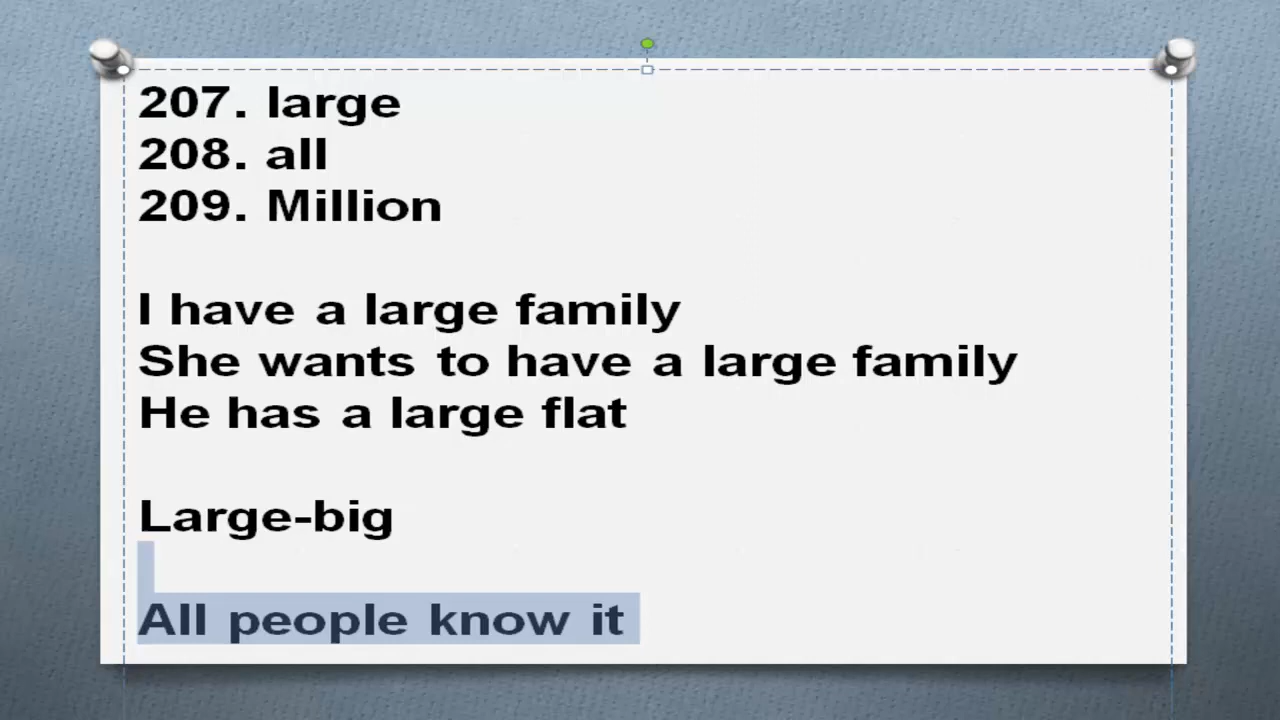 207. large
208. all
209. Million
I have a large family
She wants to have a large family
He has a large flat
Large-big
All people know it